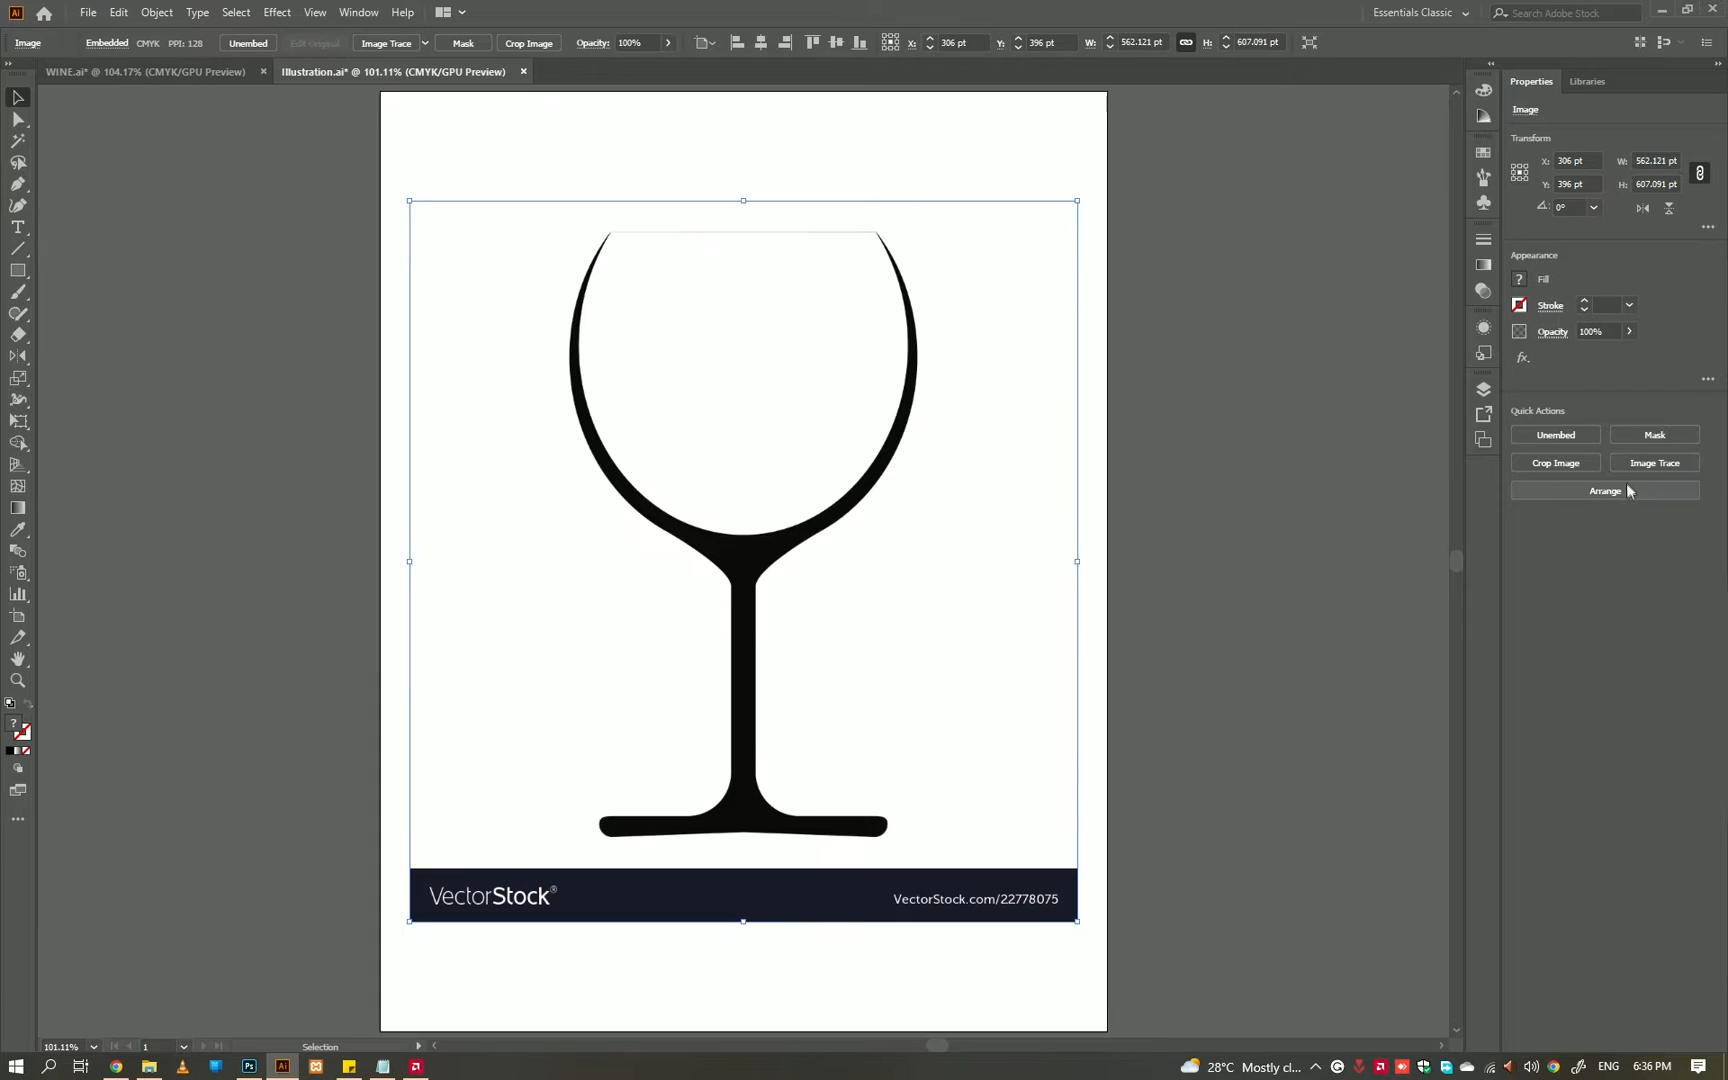 Ai File Edit Object Type Select Effect View Window Help Essentials Classic Search Adobe Stock
Image Embedded CMYK PPI: 128 Unembed Edit Original Image Trace Mask Crop Image Opacity: 100% X: 306 pt Y: 396 pt W: 562.121 pt H: 607.091 pt
WINE.ai* @ 104.17% (CMYK/GPU Preview) Illustration.ai* @ 101.11% (CMYK/GPU Preview)
Properties Libraries
Image
Transform
X: 306 pt W: 562.121 pt
Y: 396 pt H: 607.091 pt
0°
Appearance
? Fill
Stroke
Opacity 100%
fx.
Quick Actions
Unembed Mask
Crop Image Image Trace
Arrange
T
?
VectorStock® VectorStock.com/22778075
101.11% 1 Selection
Ps Ai 28°C Mostly cl... ENG 6:36 PM